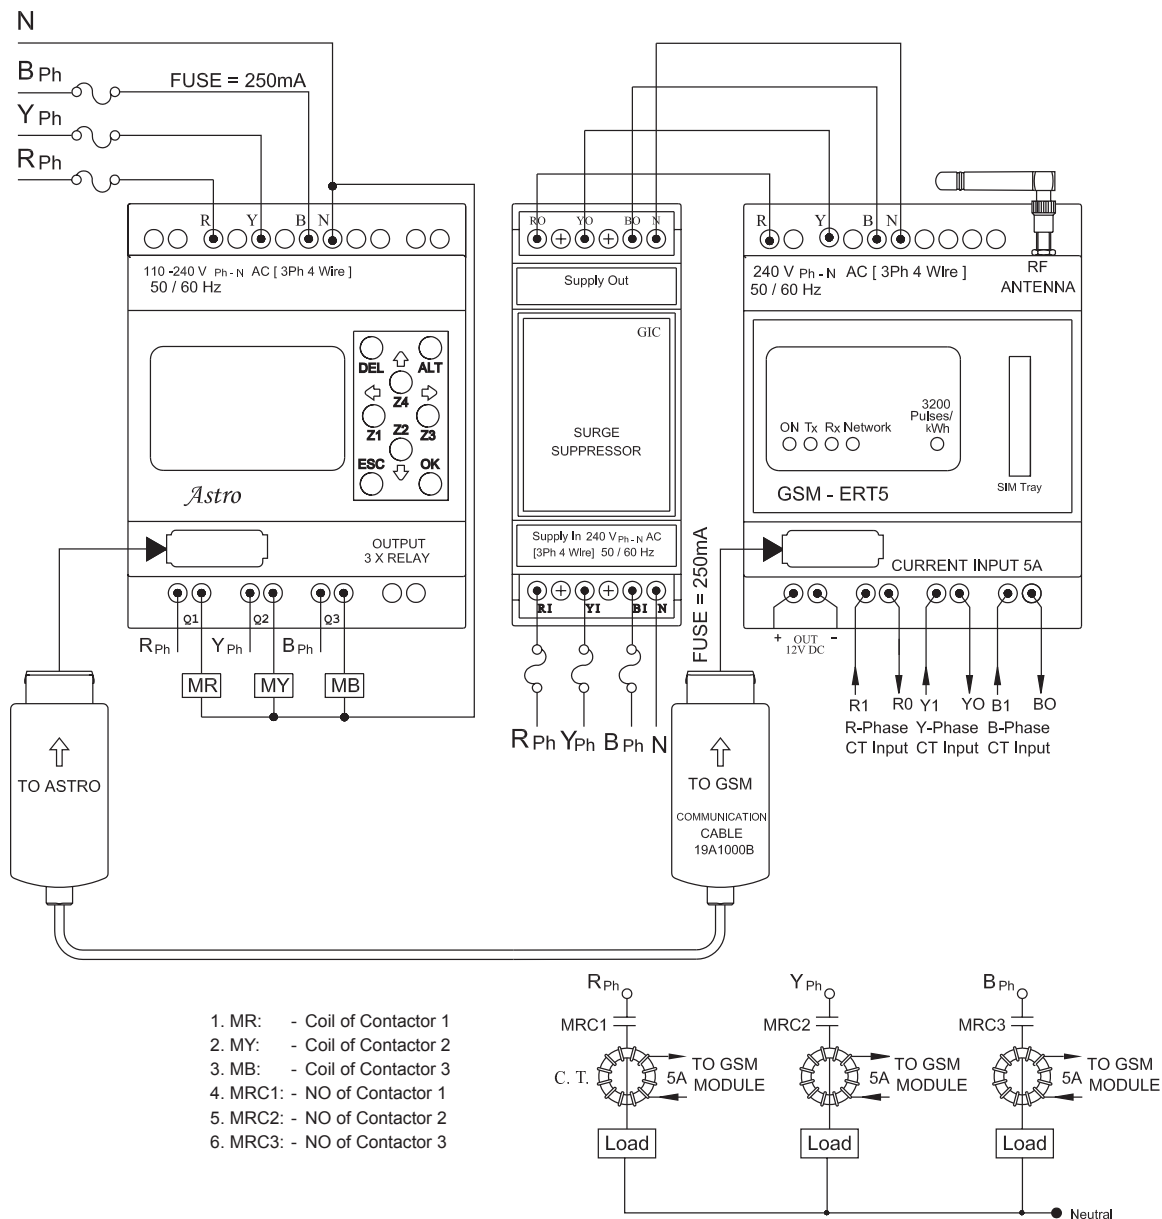 N
B Ph
FUSE = 250mA
Y Ph
R Ph
R Y B N
RO YO BO N
R Y B N
110 -240 V Ph - N AC [ 3Ph 4 Wire ]
50 / 60 Hz
Supply Out
240 V Ph - N AC [ 3Ph 4 WIre ]
50 / 60 Hz
RF
ANTENNA
DEL ALT
Z4
Z1 Z2 Z3
ESC OK
Astro
GIC
SURGE
SUPPRESSOR
3200
Pulses/
kWh
ON Tx Rx Network
GSM - ERT5
SIM Tray
OUTPUT
3 X RELAY
Supply In 240 V Ph - N AC
[3Ph 4 WIre] 50 / 60 Hz
FUSE = 250mA
CURRENT INPUT 5A
Q1 Q2 Q3
RI YI BI N
+ OUT -
12V DC
R Ph Y Ph B Ph
MR MY MB
R1 R0 Y1 YO B1 BO
R-Phase Y-Phase B-Phase
CT Input CT Input CT Input
R Ph Y Ph B Ph N
TO ASTRO
TO GSM
COMMUNICATION
CABLE
19A1000B
R Ph Y Ph B Ph
MRC1 MRC2 MRC3
C. T. 5A TO GSM
MODULE
5A TO GSM
MODULE
5A TO GSM
MODULE
Load Load Load
Neutral
1. MR: - Coil of Contactor 1
2. MY: - Coil of Contactor 2
3. MB: - Coil of Contactor 3
4. MRC1: - NO of Contactor 1
5. MRC2: - NO of Contactor 2
6. MRC3: - NO of Contactor 3